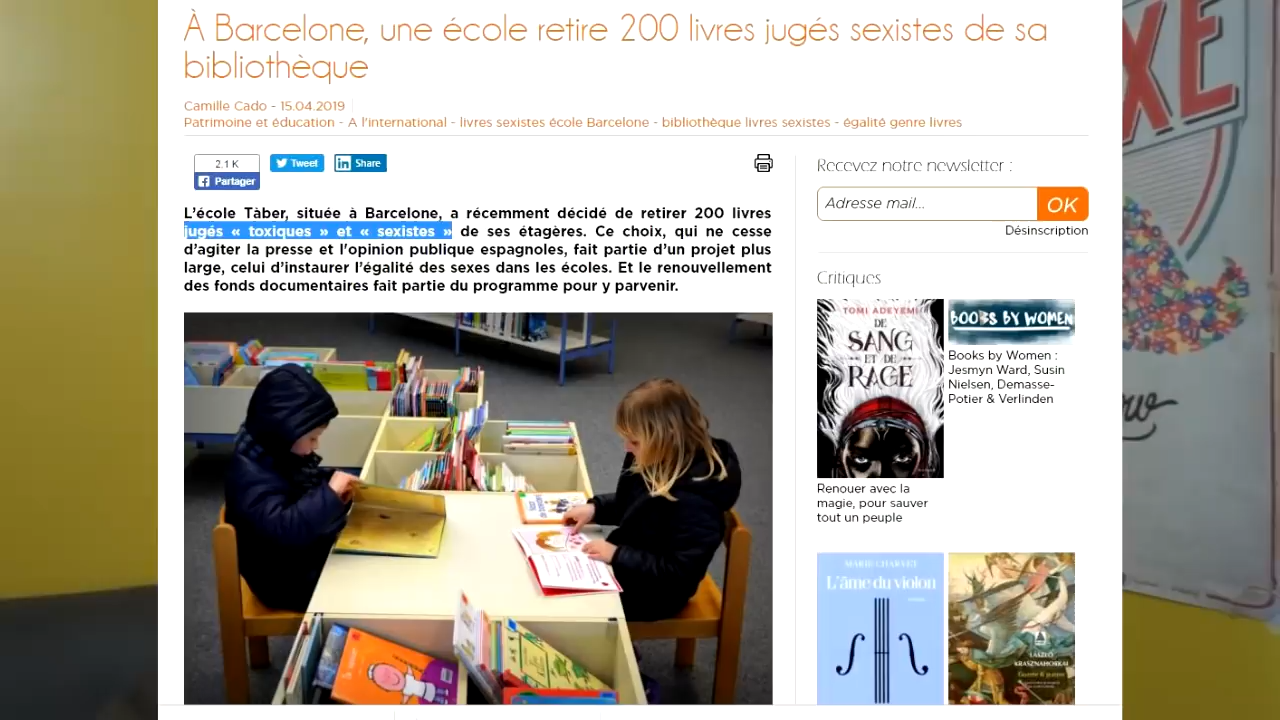 À Barcelone, une école retire 200 livres jugés sexistes de sa
bibliothèque
Camille Cado - 15.04.2019
Patrimoine et éducation - A l'international - livres sexistes école Barcelone - bibliothèque livres sexistes - égalité genre livres
2.1 K
Partager
Tweet
Share
L'école Tàber, située à Barcelone, a récemment décidé de retirer 200 livres
jugés « toxiques » et « sexistes » de ses étagères. Ce choix, qui ne cesse
d'agiter la presse et l'opinion publique espagnoles, fait partie d'un projet plus
large, celui d'instaurer l'égalité des sexes dans les écoles. Et le renouvellement
des fonds documentaires fait partie du programme pour y parvenir.
Recevez notre newsletter :
Adresse mail...
OK
Désinscription
Critiques
TOMI ADEYEMI
DE
SANG
ET DE
RAGE
Renouer avec la
magie, pour sauver
tout un peuple
BOOKS BY WOMEN
Books by Women :
Jesmyn Ward, Susin
Nielsen, Demasse-
Potier & Verlinden
MARIE CHARVET
L'âme du violon
LÁSZLÓ
KRASZNAHORKAI
XE